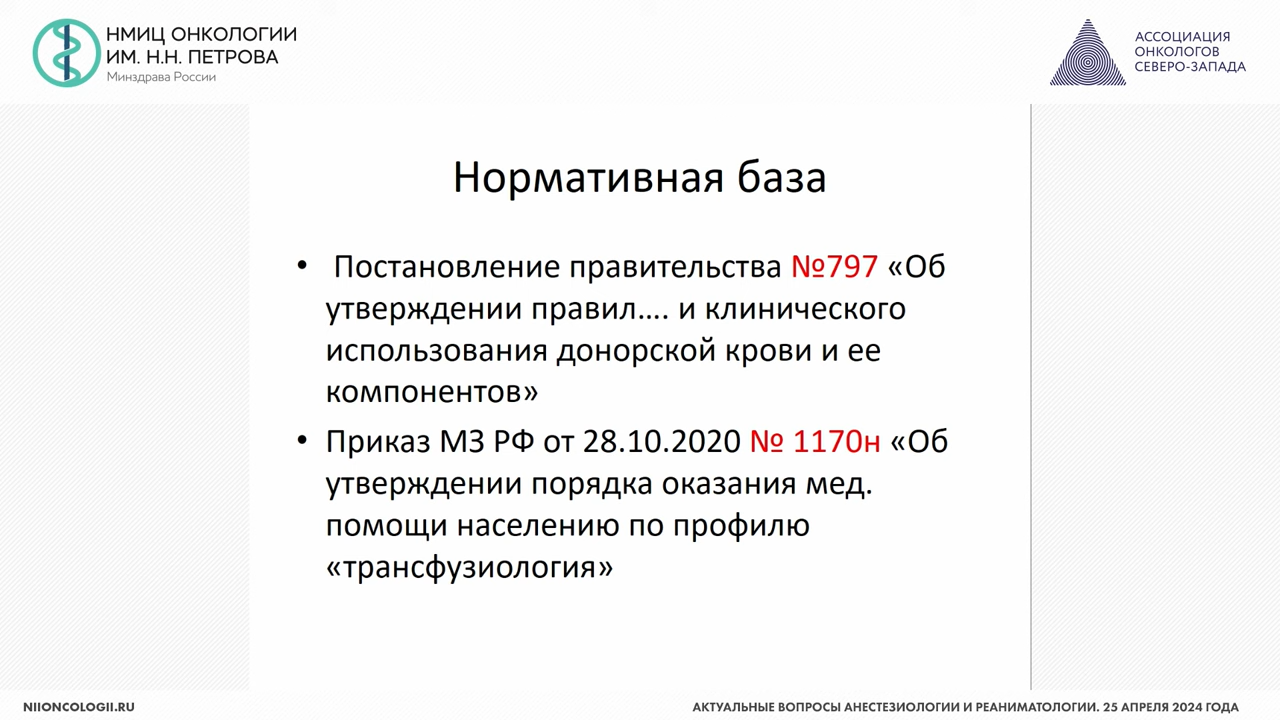 НМИЦ ОНКОЛОГИИ
ИМ. Н.Н. ПЕТРОВА
Минздрава России
АССОЦИАЦИЯ
ОНКОЛОГОВ
СЕВЕРО-ЗАПАДА
Нормативная база
• Постановление правительства №797 «Об
утверждении правил…. и клинического
использования донорской крови и ее
компонентов»
• Приказ МЗ РФ от 28.10.2020 № 1170н «Об
утверждении порядка оказания мед.
помощи населению по профилю
«трансфузиология»
NIIONCOLOGII.RU
АКТУАЛЬНЫЕ ВОПРОСЫ АНЕСТЕЗИОЛОГИИ И РЕАНИМАТОЛОГИИ. 25 АПРЕЛЯ 2024 ГОДА